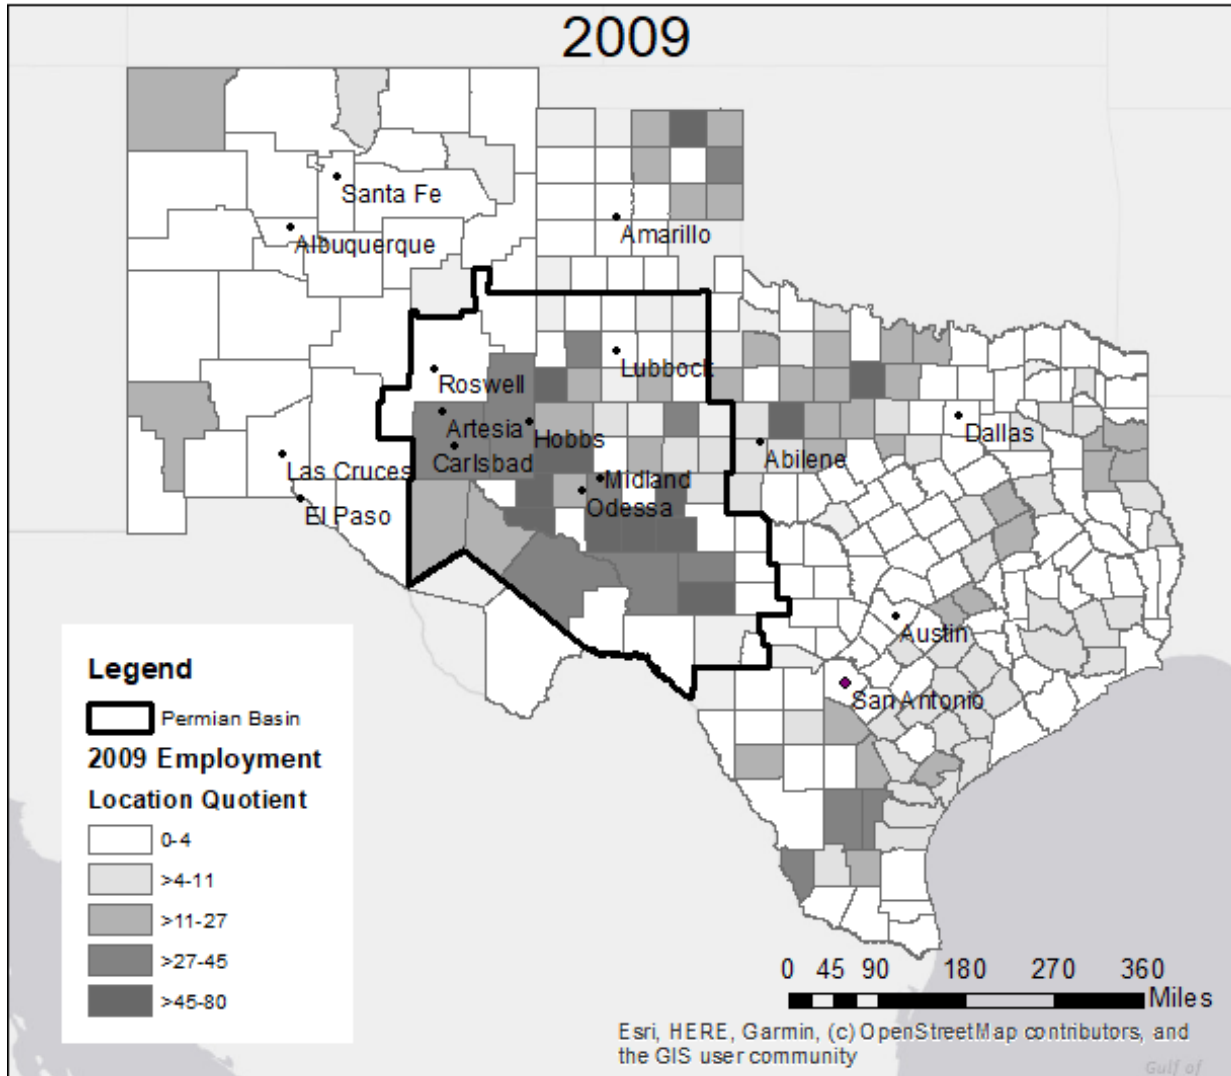 2009
Santa Fe
Albuquerque
Amarillo
Lubbock
Roswell
Artesia
Hobbs
Carlsbad
Las Cruces
El Paso
Midland
Odessa
Abilene
Dallas
Austin
San Antonio
Legend
Permian Basin
2009 Employment
Location Quotient
0-4
>4-11
>11-27
>27-45
>45-80
0 45 90 180 270 360
Miles
Esri, HERE, Garmin, (c) OpenStreetMap contributors, and
the GIS user community
Gulf of